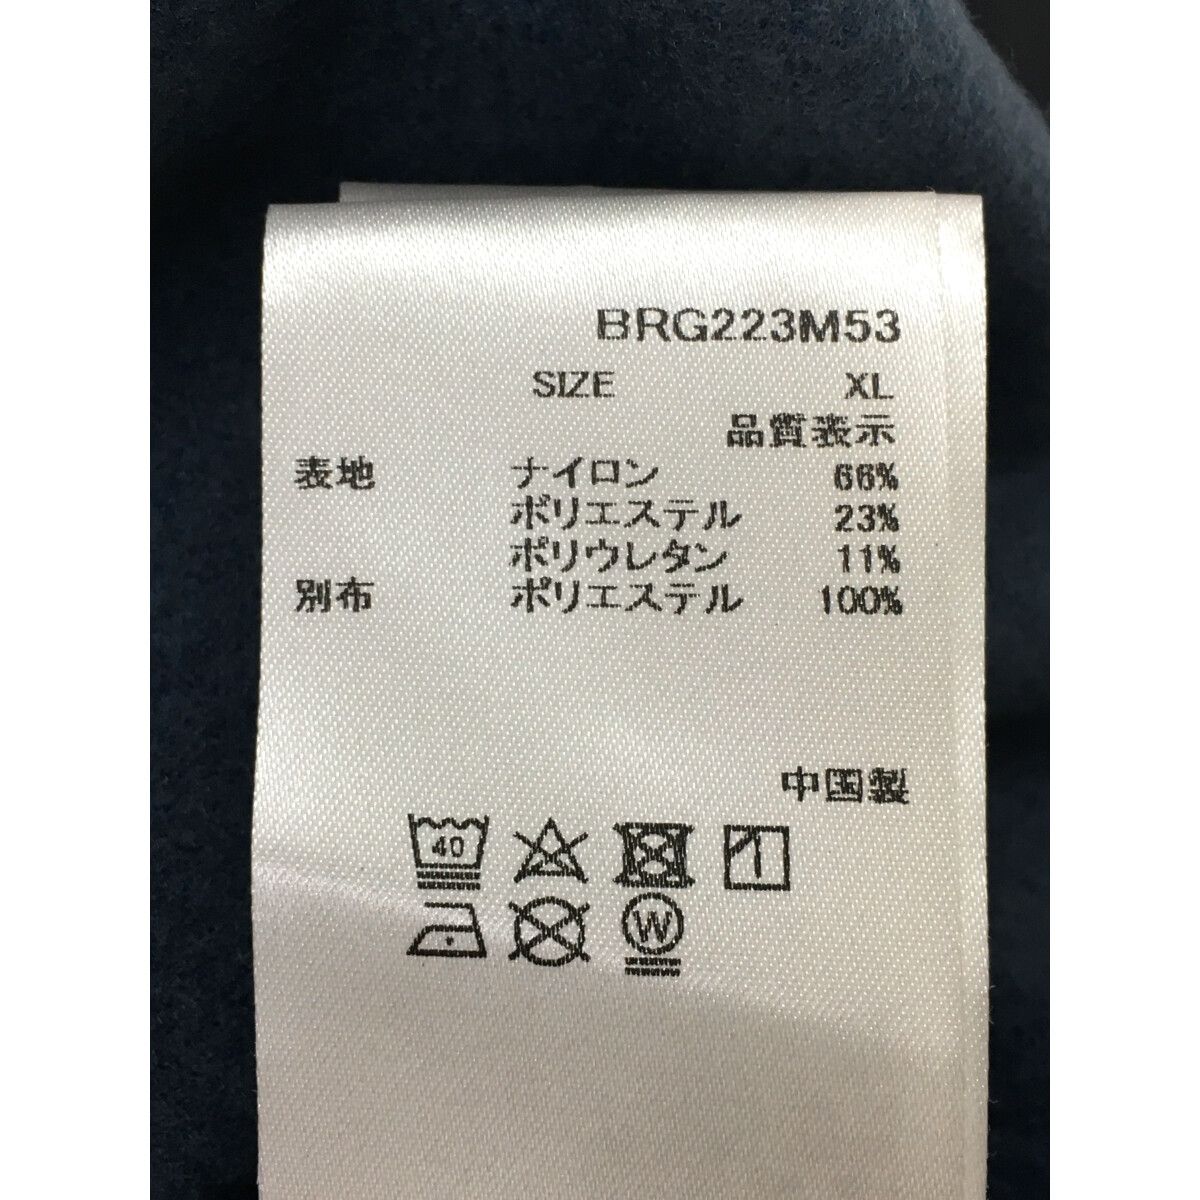 BRG223M53
SIZE XL
品質表示
表地 ナイロン 66%
ポリエステル 23%
ポリウレタン 11%
別布 ポリエステル 100%
中国製
40
W